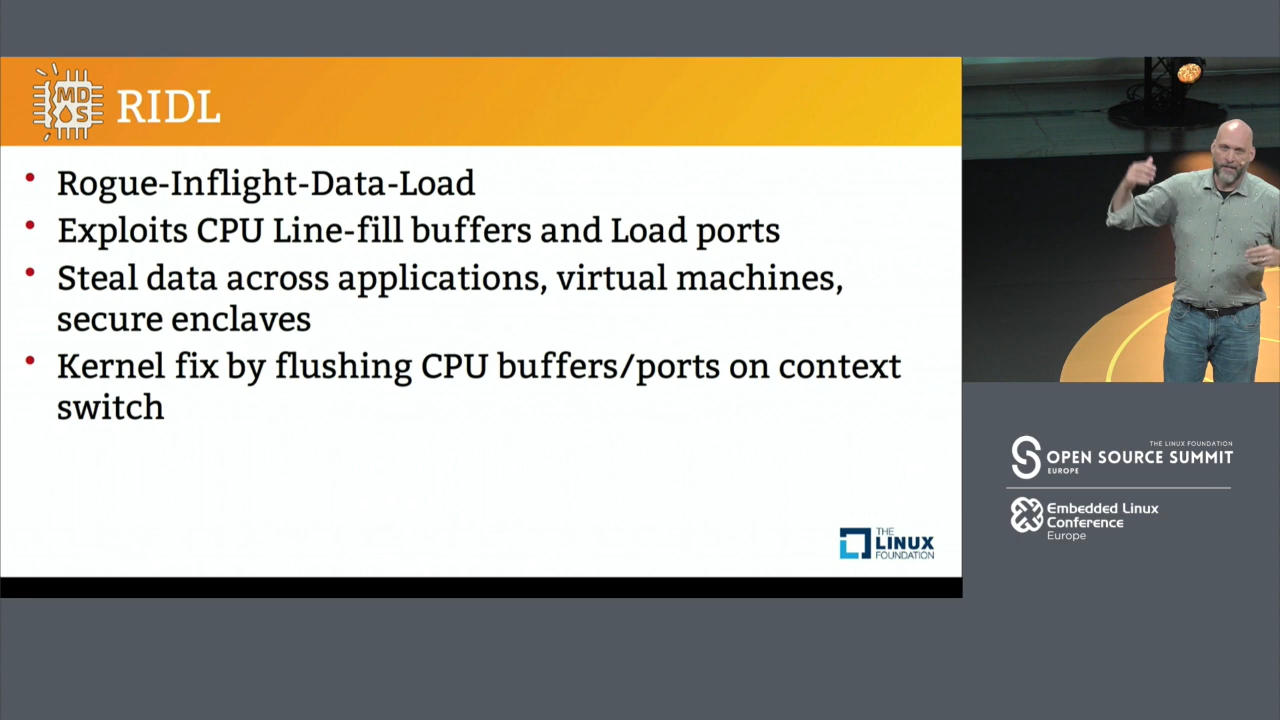 MD
S
RIDL
Rogue-Inflight-Data-Load
Exploits CPU Line-fill buffers and Load ports
Steal data across applications, virtual machines,
secure enclaves
Kernel fix by flushing CPU buffers/ports on context
switch
THE
LINUX
FOUNDATION
THE LINUX FOUNDATION
OPEN SOURCE SUMMIT
EUROPE
Embedded Linux
Conference
Europe